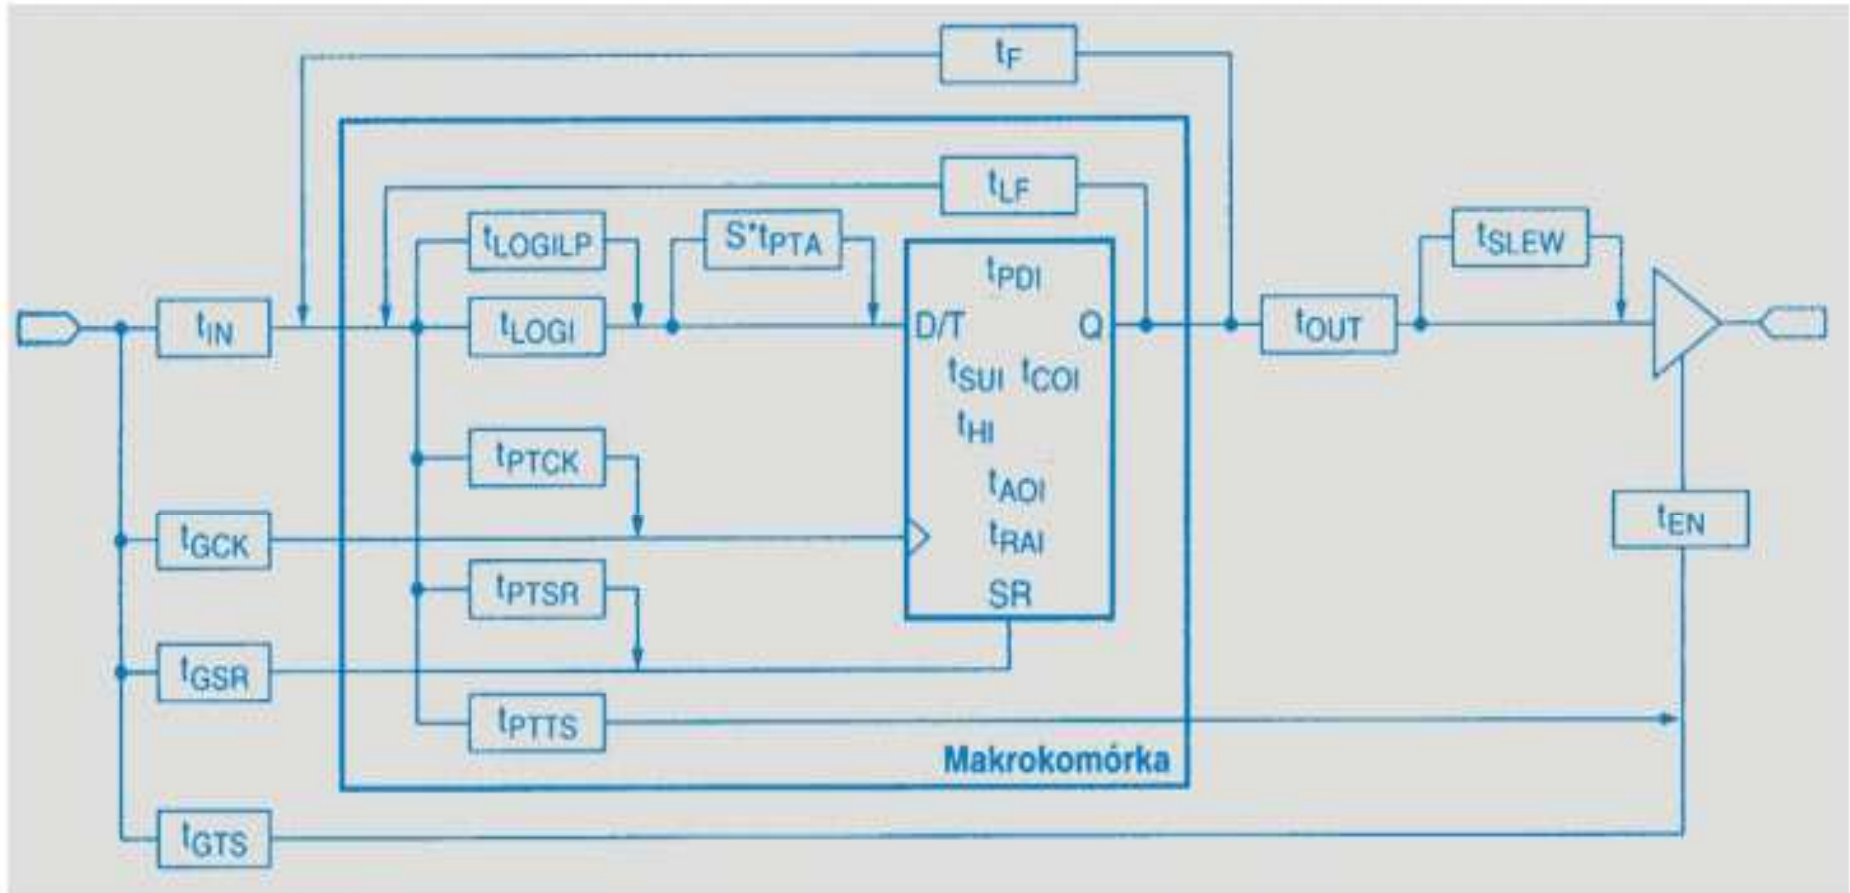 tF
tLF
tLOGILP
S*tPTA
tSLEW
tPDI
tIN
tLOGI
D/T
Q
tOUT
tSUI tCOI
tHI
tPTCK
tAOI
tGCK
tRAI
tEN
tPTSR
SR
tGSR
tPTTS
Makrokomórka
tGTS